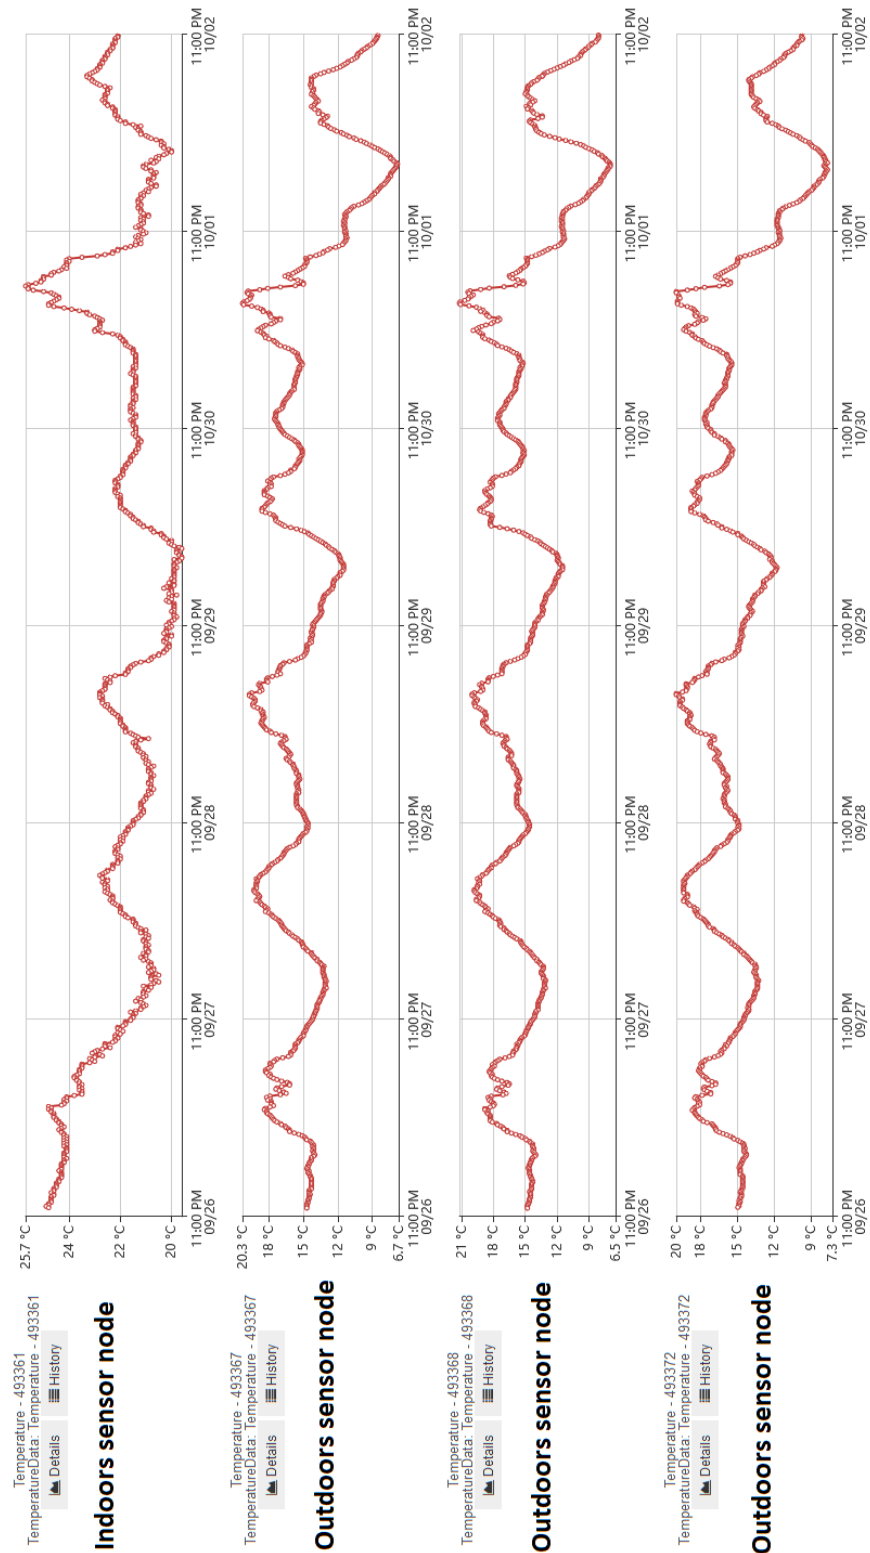 Temperature - 493361
TemperatureData: Temperature - 493361
Details
History
Indoors sensor node
25.7 °C
24 °C
22 °C
20 °C
11:00 PM
09/26
11:00 PM
09/27
11:00 PM
09/28
11:00 PM
09/29
11:00 PM
10/30
11:00 PM
10/01
11:00 PM
10/02
Temperature - 493367
TemperatureData: Temperature - 493367
Details
History
Outdoors sensor node
20.3 °C
18 °C
15 °C
12 °C
9 °C
6.7 °C
11:00 PM
09/26
11:00 PM
09/27
11:00 PM
09/28
11:00 PM
09/29
11:00 PM
10/30
11:00 PM
10/01
11:00 PM
10/02
Temperature - 493368
TemperatureData: Temperature - 493368
Details
History
Outdoors sensor node
21 °C
18 °C
15 °C
12 °C
9 °C
6.5 °C
11:00 PM
09/26
11:00 PM
09/27
11:00 PM
09/28
11:00 PM
09/29
11:00 PM
10/30
11:00 PM
10/01
11:00 PM
10/02
Temperature - 493372
TemperatureData: Temperature - 493372
Details
History
Outdoors sensor node
20 °C
18 °C
15 °C
12 °C
9 °C
7.3 °C
11:00 PM
09/26
11:00 PM
09/27
11:00 PM
09/28
11:00 PM
09/29
11:00 PM
10/30
11:00 PM
10/01
11:00 PM
10/02